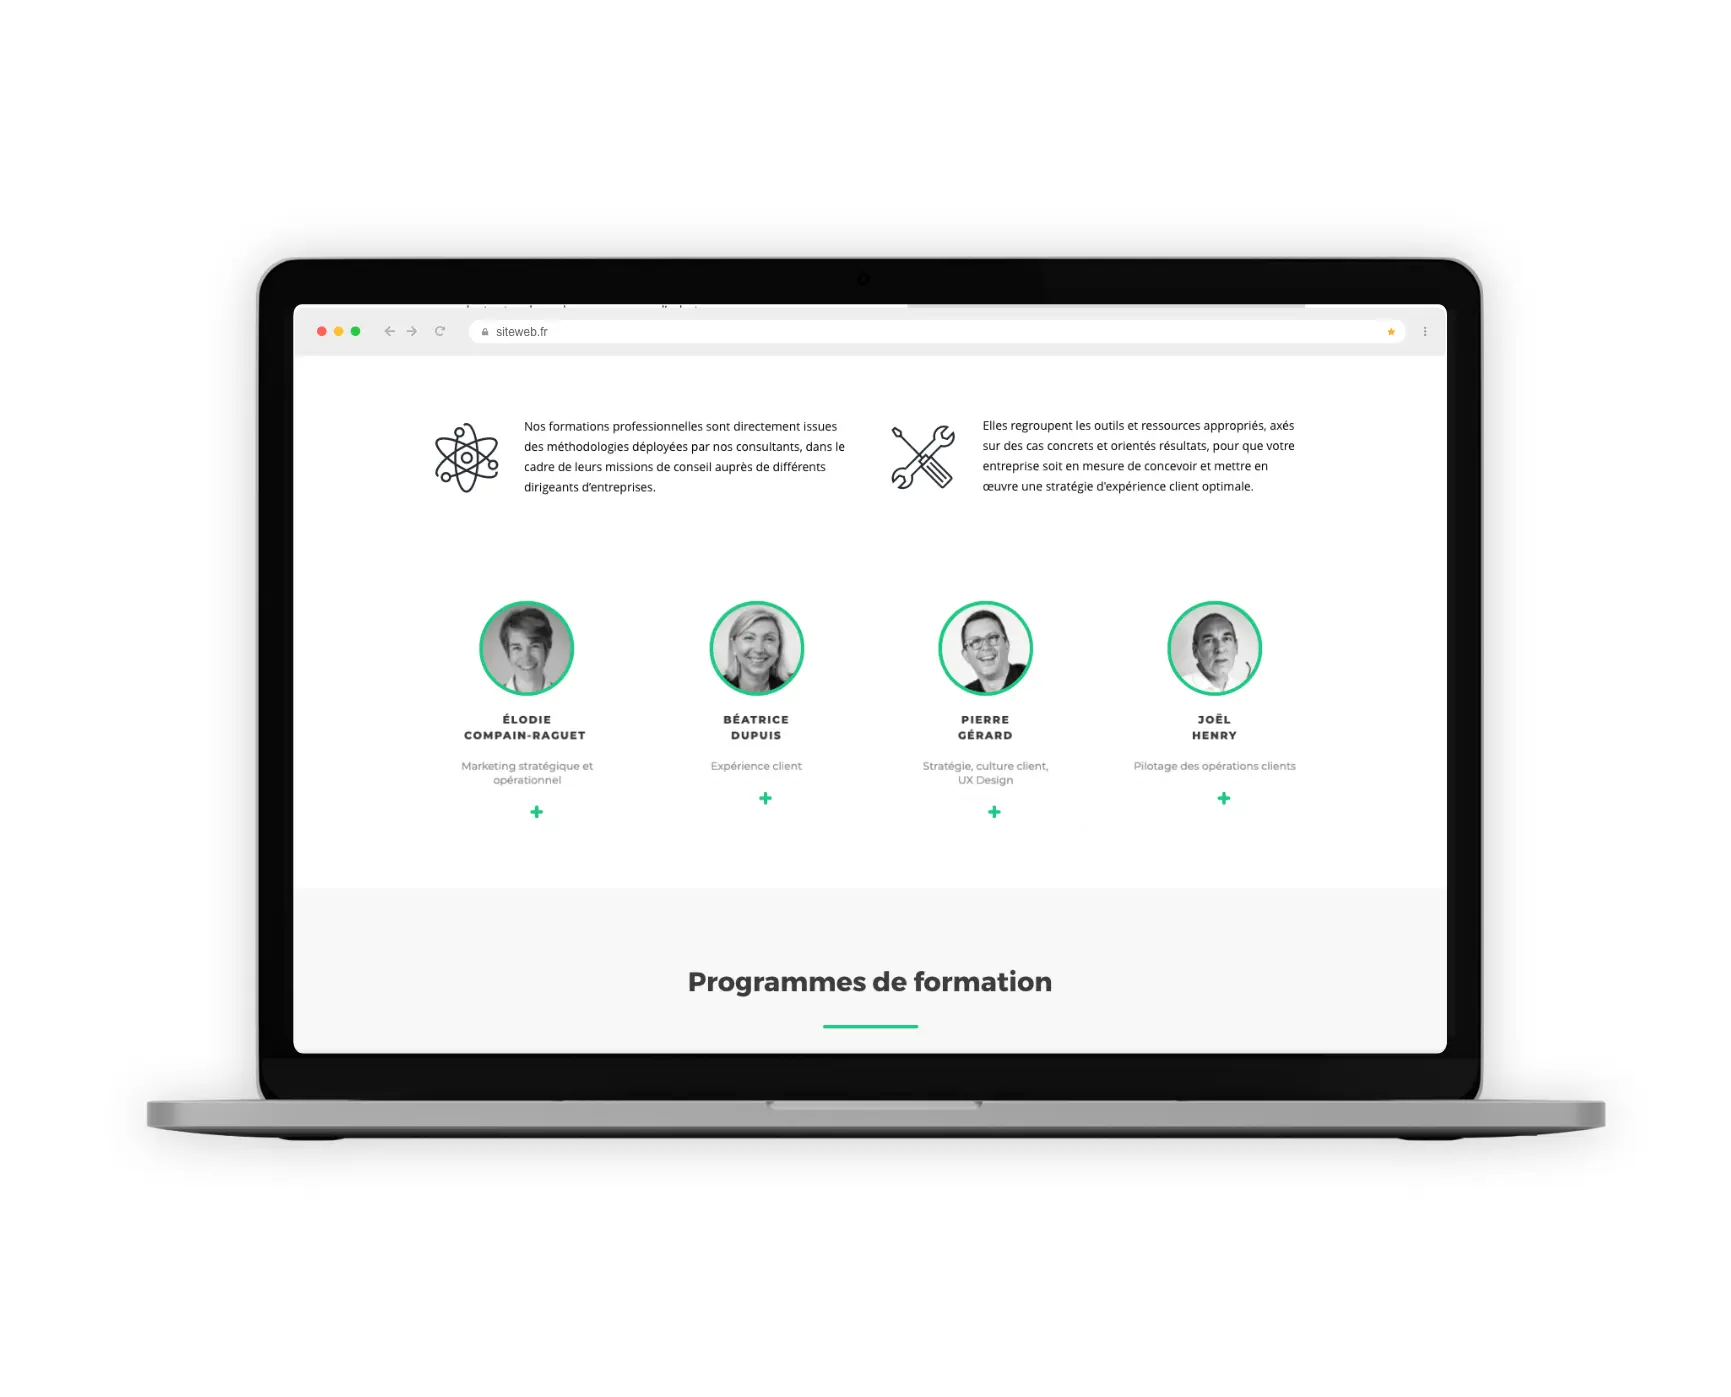 siteweb.fr
Nos formations professionnelles sont directement issues
des méthodologies déployées par nos consultants, dans le
cadre de leurs missions de conseil auprès de différents
dirigeants d'entreprises.
Elles regroupent les outils et ressources appropriés, axés
sur des cas concrets et orientés résultats, pour que votre
entreprise soit en mesure de concevoir et mettre en
œuvre une stratégie d'expérience client optimale.
ÉLODIE
COMPAIN-RAGUET
Marketing stratégique et
opérationnel
BÉATRICE
DUPUIS
Expérience client
PIERRE
GÉRARD
Stratégie, culture client,
UX Design
JOËL
HENRY
Pilotage des opérations clients
Programmes de formation